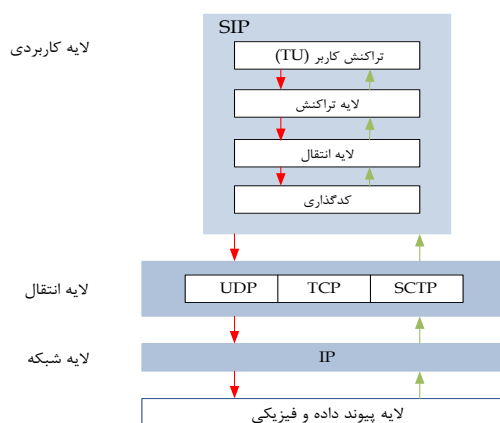 SIP
لایه کاربردی
تراکنش کاربر (TU)
لایه تراکنش
لایه انتقال
کدگذاری
لایه انتقال
UDP
TCP
SCTP
لایه شبکه
IP
لایه پیوند داده و فیزیکی